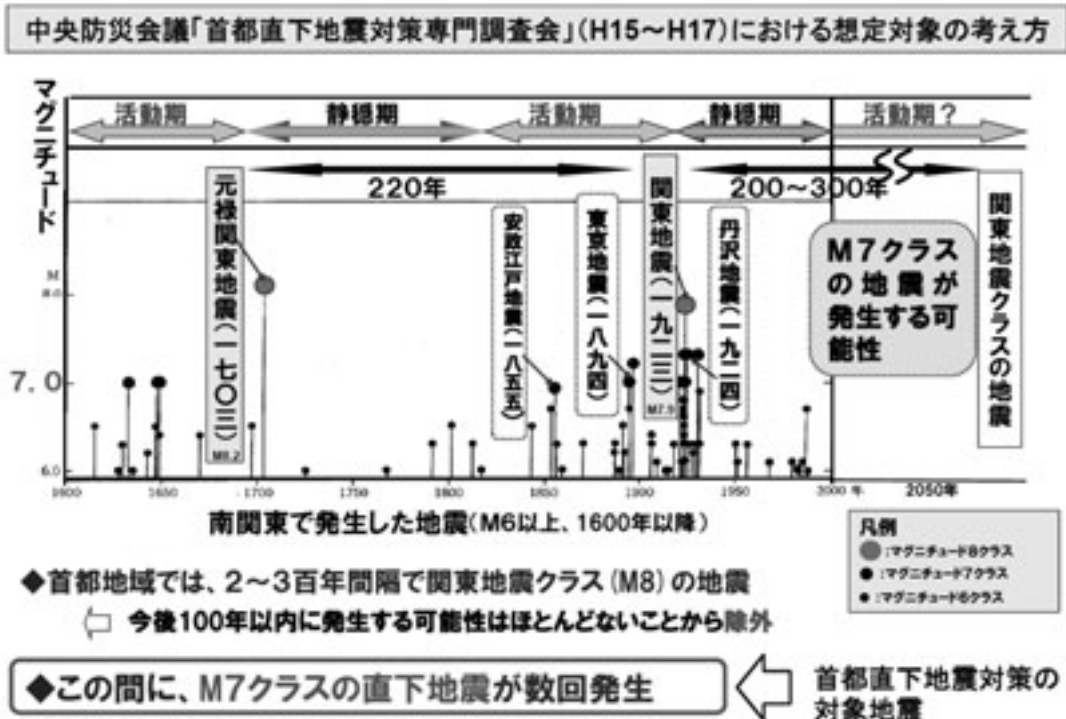 中央防災会議「首都直下地震対策専門調査会」(H15～H17)における想定対象の考え方
マグニチュード
活動期
静穏期
活動期
静穏期
活動期?
220年
200～300年
元禄関東地震(一七〇三)
M8.2
安政江戸地震(一八五五)
東京地震(一八九四)
関東地震(一九二三)
M7.9
丹沢地震(一九二四)
M7クラスの地震が発生する可能性
関東地震クラスの地震
M
8.0
7.0
6.0
1600
1650
1700
1750
1800
1850
1900
1950
2000 年
2050年
南関東で発生した地震(M6以上、1600年以降)
凡例
:マグニチュード8クラス
:マグニチュード7クラス
:マグニチュード6クラス
◆首都地域では、2～3百年間隔で関東地震クラス(M8)の地震
今後100年以内に発生する可能性はほとんどないことから除外
◆この間に、M7クラスの直下地震が数回発生
首都直下地震対策の
対象地震